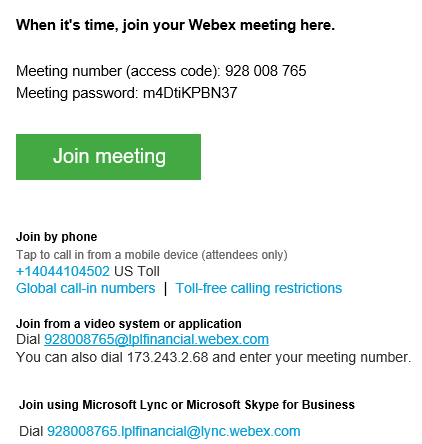 When it's time, join your Webex meeting here.
Meeting number (access code): 928 008 765
Meeting password: m4DtiKPBN37
Join meeting
Join by phone
Tap to call in from a mobile device (attendees only)
+14044104502 US Toll
Global call-in numbers | Toll-free calling restrictions
Join from a video system or application
Dial 928008765@lplfinancial.webex.com
You can also dial 173.243.2.68 and enter your meeting number.
Join using Microsoft Lync or Microsoft Skype for Business
Dial 928008765.lplfinancial@lync.webex.com